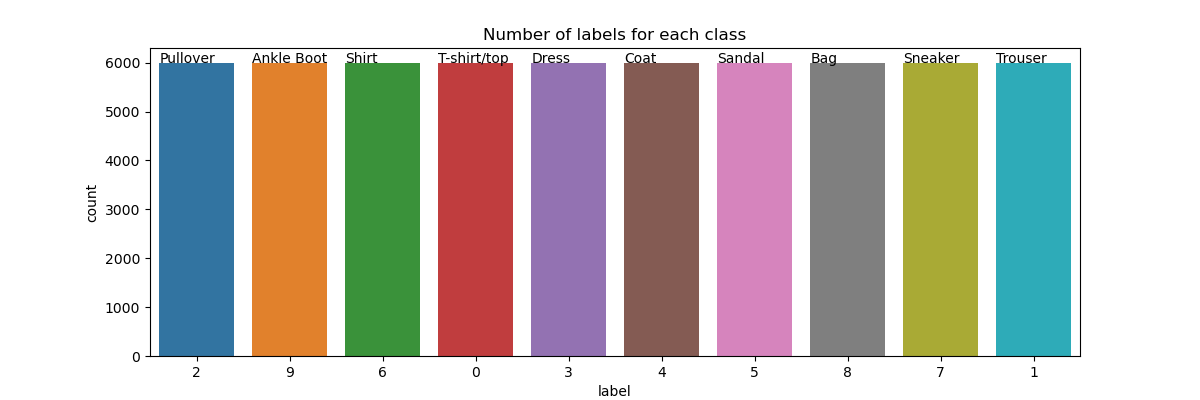 Number of labels for each class
Pullover Ankle Boot Shirt T-shirt/top Dress Coat Sandal Bag Sneaker Trouser
6000
5000
4000
3000
2000
1000
0
count
2 9 6 0 3 4 5 8 7 1
label